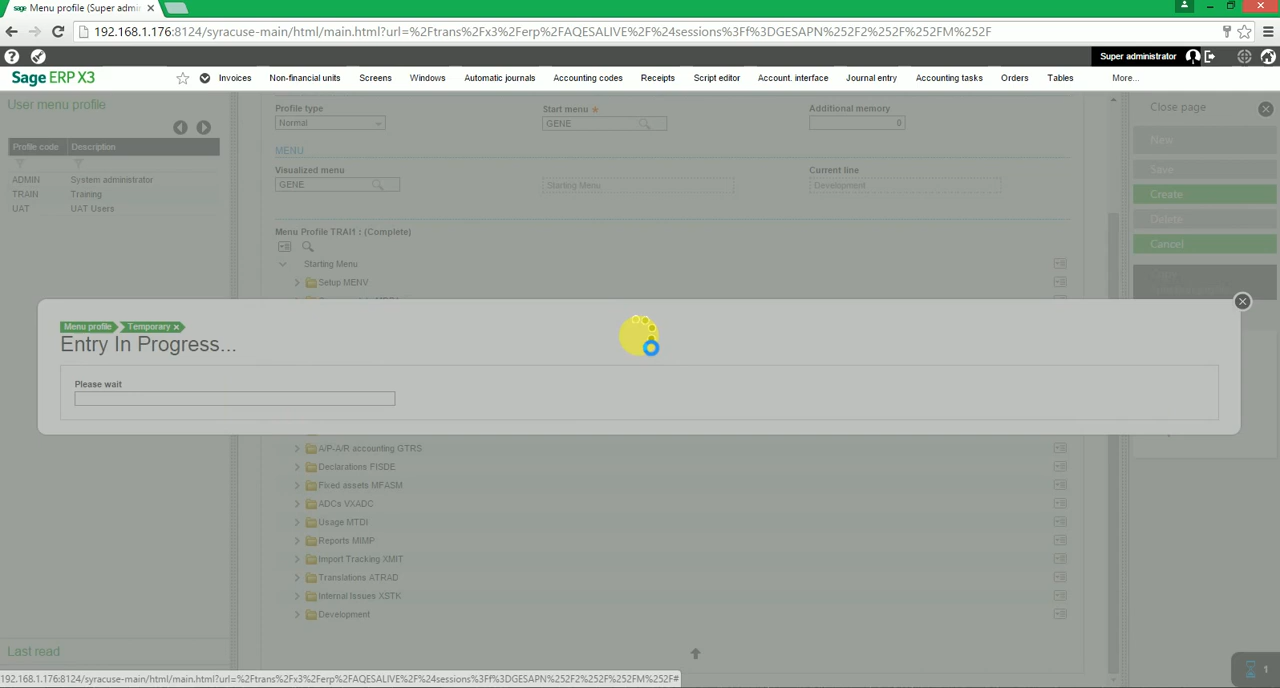 sage Menu profile (Super admin
192.168.1.176:8124/syracuse-main/html/main.html?url=%2Ftrans%2Fx3%2Ferp%2FAQESALIVE%2F%24sessions%3Ff%3DGESAPN%252F2%252F%252FM%252F
Super administrator
Sage ERP X3 Invoices Non-financial units Screens Windows Automatic journals Accounting codes Receipts Script editor Account. interface Journal entry Accounting tasks Orders Tables More...
User menu profile
Profile code Description
ADMIN System administrator
TRAIN Training
UAT UAT Users
Last read
Profile type Start menu * Additional memory
Normal GENE 0
MENU
Visualized menu Current line
GENE Starting Menu Development
Menu Profile TRAI1 : (Complete)
Starting Menu
Setup MENV
Menu profile Temporary ×
Entry In Progress...
Please wait
A/P-A/R accounting GTRS
Declarations FISDE
Fixed assets MFASM
ADCs VXADC
Usage MTDI
Reports MIMP
Import Tracking XMIT
Translations ATRAD
Internal Issues XSTK
Development
Close page
New
Save
Create
Delete
Cancel
1
192.168.1.176:8124/syracuse-main/html/main.html?url=%2Ftrans%2Fx3%2Ferp%2FAQESALIVE%2F%24sessions%3Ff%3DGESAPN%252F2%252F%252FM%252F#